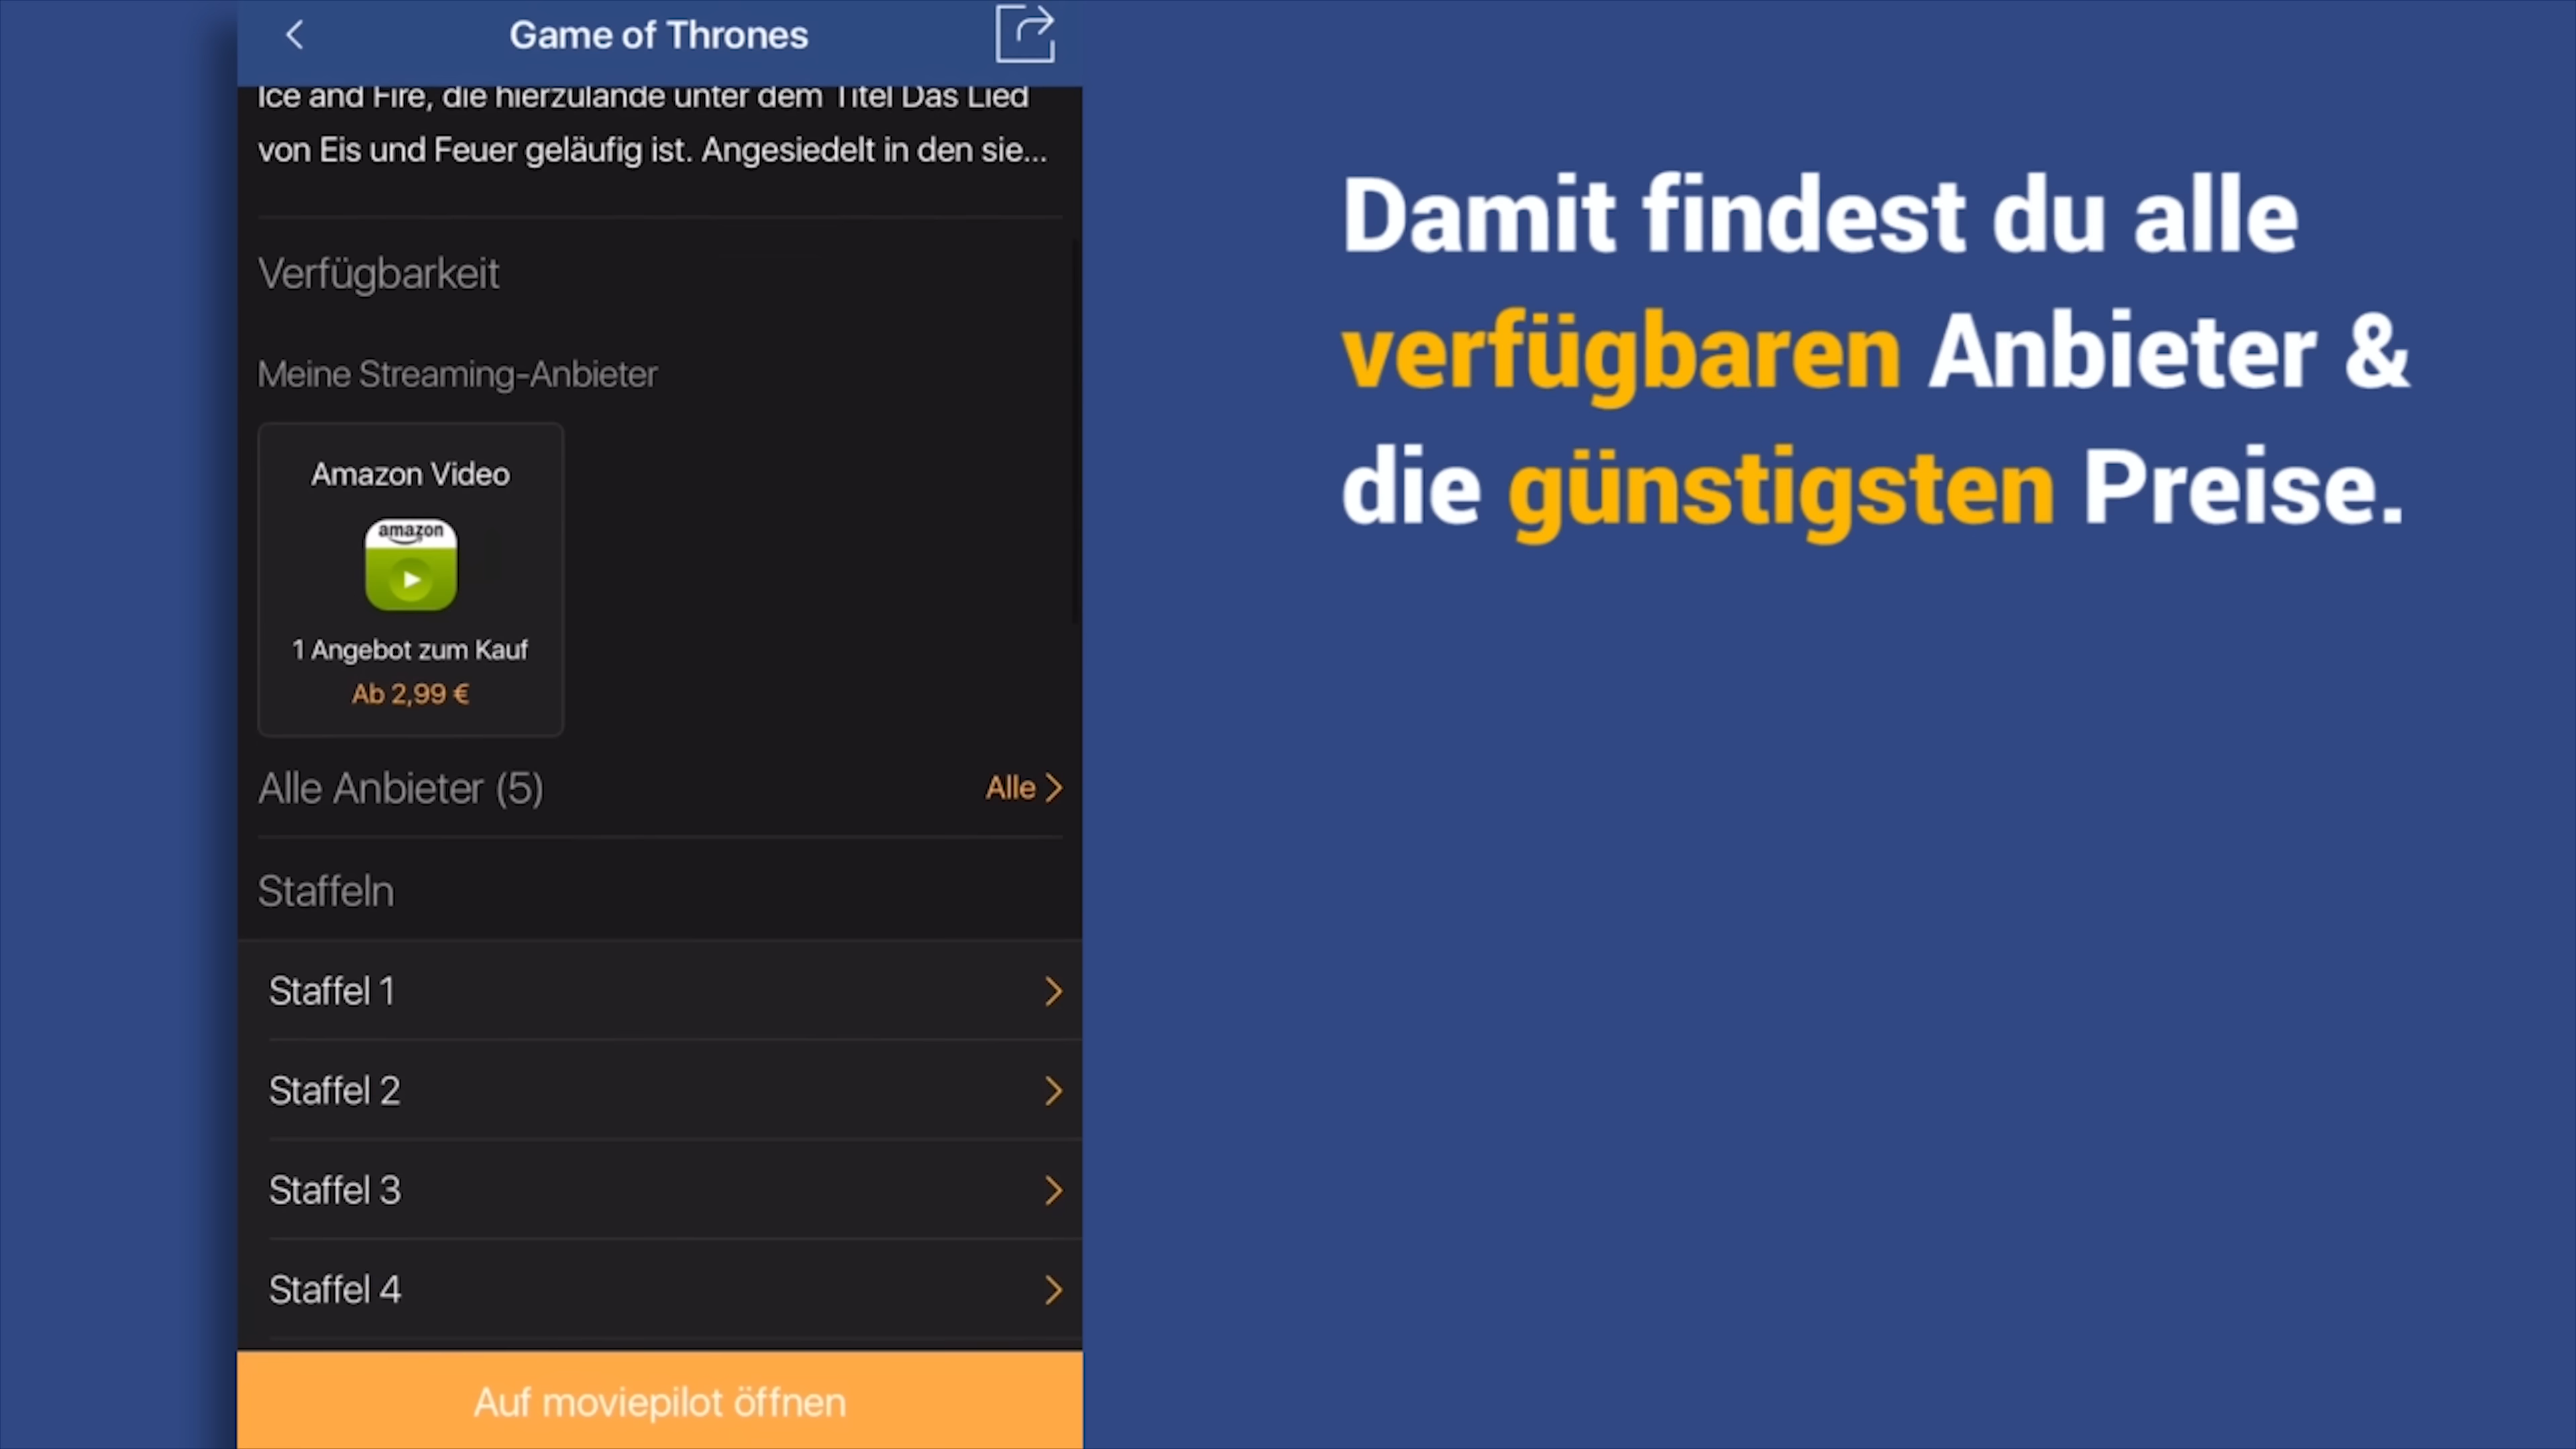 Game of Thrones
Ice and Fire, die hierzulande unter dem Titel Das Lied
von Eis und Feuer geläufig ist. Angesiedelt in den sie...
Verfügbarkeit
Meine Streaming-Anbieter
Amazon Video
amazon
1 Angebot zum Kauf
Ab 2,99 €
Alle Anbieter (5)
Alle
Staffeln
Staffel 1
Staffel 2
Staffel 3
Staffel 4
Auf moviepilot öffnen
Damit findest du alle
verfügbaren Anbieter &
die günstigsten Preise.